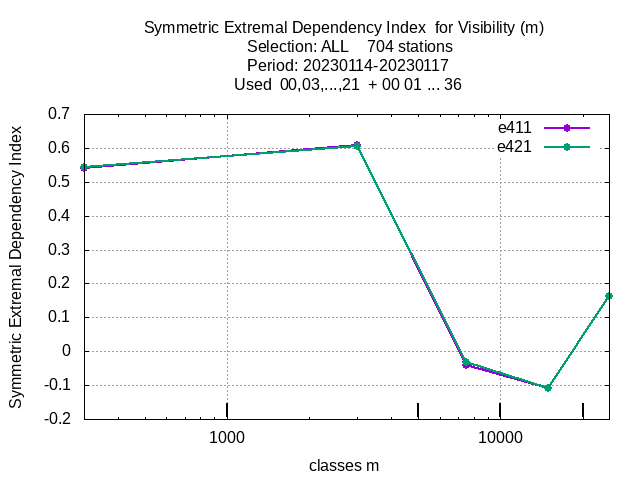 Symmetric Extremal Dependency Index  for Visibility (m)
Selection: ALL    704 stations
Period: 20230114-20230117
Used  00,03,...,21  + 00 01 ... 36
e411
e421
0.7
0.6
0.5
0.4
0.3
0.2
0.1
0
-0.1
-0.2
Symmetric Extremal Dependency Index
1000
10000
classes m